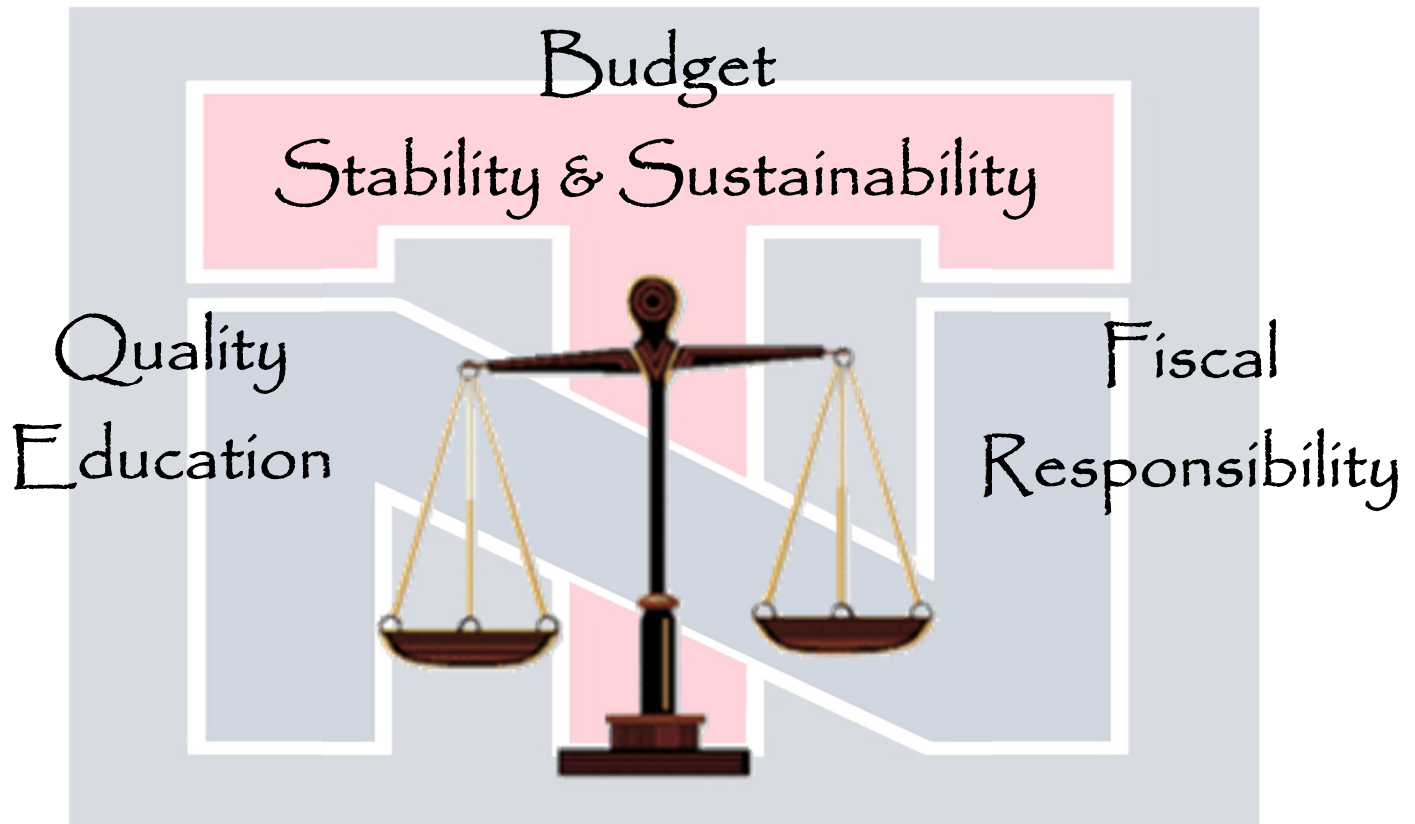 Budget
Stability & Sustainability
Quality
Education
Fiscal
Responsibility